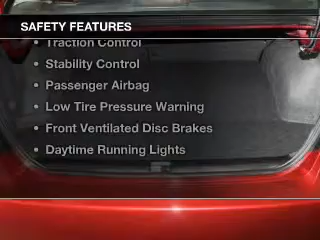 SAFETY FEATURES
• Traction Control
• Stability Control
• Passenger Airbag
• Low Tire Pressure Warning
• Front Ventilated Disc Brakes
• Daytime Running Lights